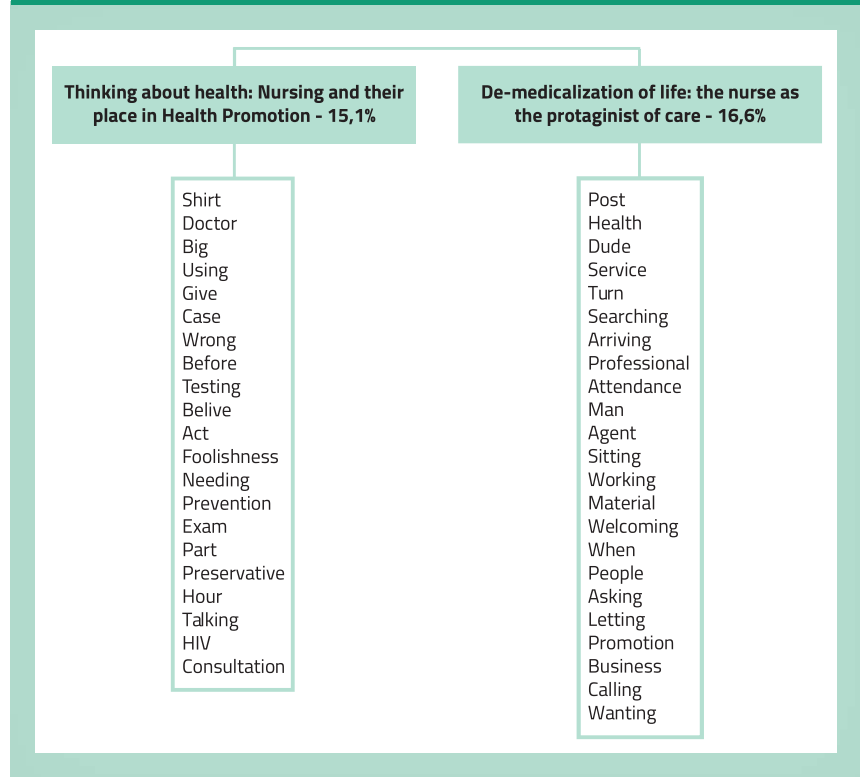 Thinking about health: Nursing and their
place in Health Promotion - 15,1%
Shirt
Doctor
Big
Using
Give
Case
Wrong
Before
Testing
Belive
Act
Foolishness
Needing
Prevention
Exam
Part
Preservative
Hour
Talking
HIV
Consultation
De-medicalization of life: the nurse as
the protaginist of care - 16,6%
Post
Health
Dude
Service
Turn
Searching
Arriving
Professional
Attendance
Man
Agent
Sitting
Working
Material
Welcoming
When
People
Asking
Letting
Promotion
Business
Calling
Wanting